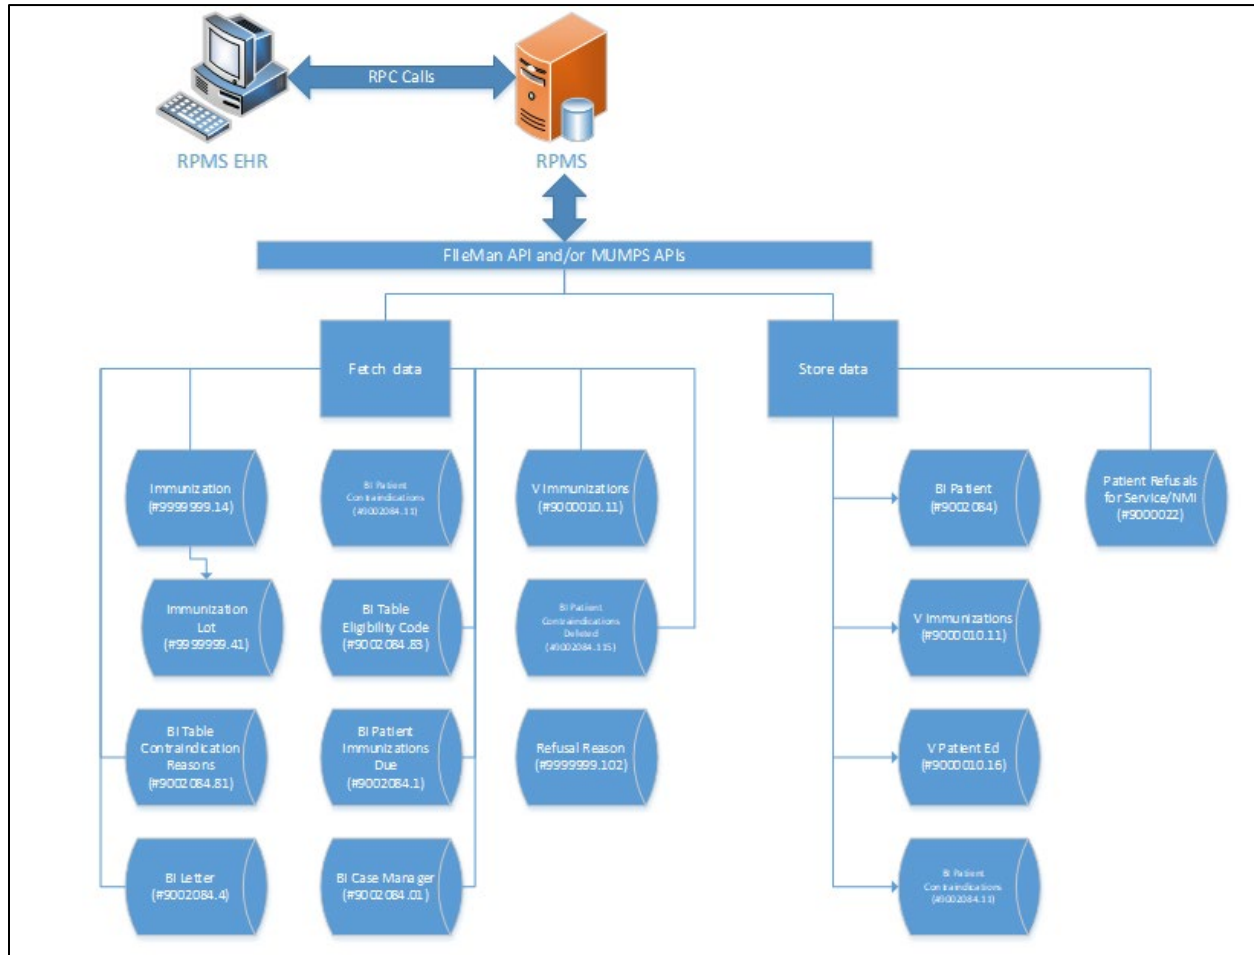 RPC Calls
RPMS EHR
RPMS
FIleMan API and/or MUMPS APIs
Fetch data
Store data
Immunization
(#9999999.14)
BI Patient
Contraindications
(#9002084.11)
V Immunizations
(#9000010.11)
BI Patient
(#9002084)
Patient Refusals
for Service/NMI
(#9000022)
Immunization
Lot
(#9999999.41)
BI Table
Eligibility Code
(#9002084.83)
BI Patient
Contraindications
Deleted
(#9002084.115)
V Immunizations
(#9000010.11)
BI Table
Contraindication
Reasons
(#9002084.81)
BI Patient
Immunizations
Due
(#9002084.1)
Refusal Reason
(#9999999.102)
V Patient Ed
(#9000010.16)
BI Letter
(#9002084.4)
BI Case Manager
(#9002084.01)
BI Patient
Contraindications
(#9002084.11)